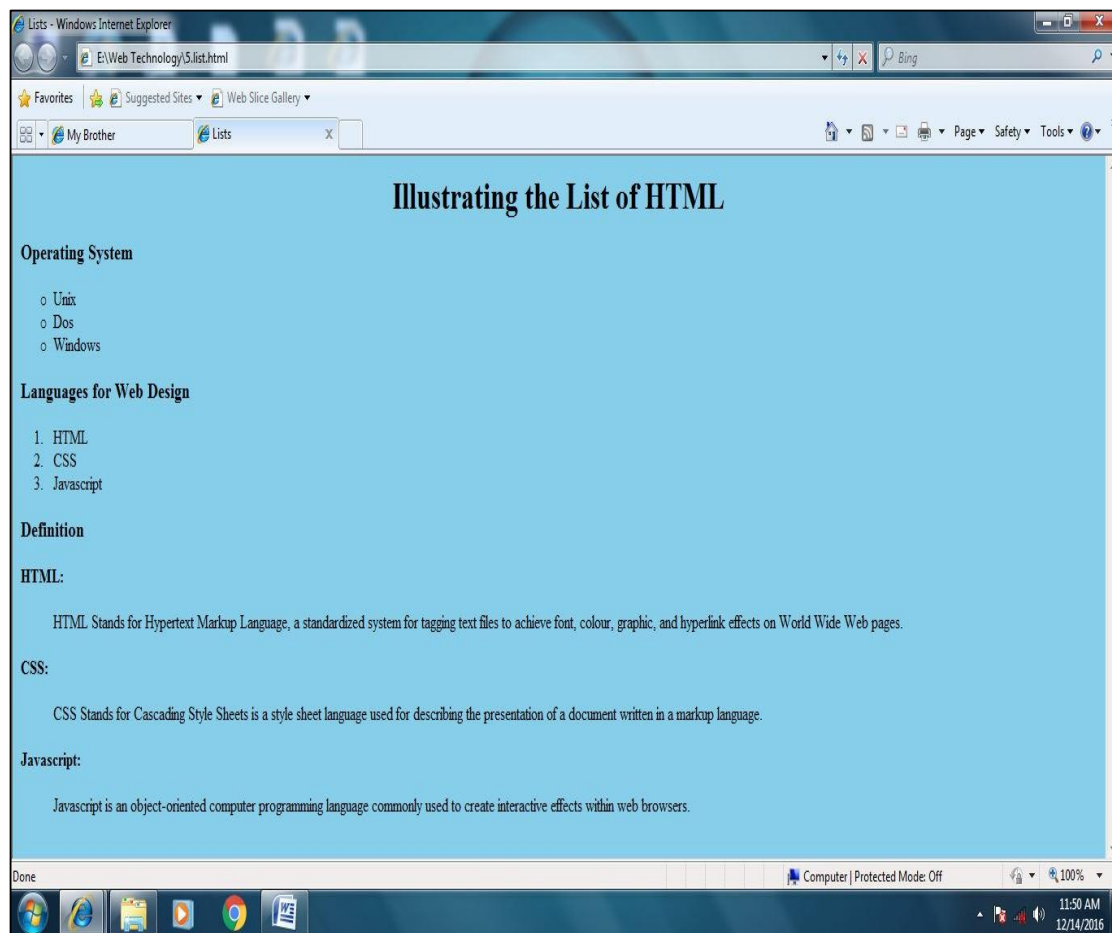 Lists - Windows Internet Explorer
E:\Web Technology\5.list.html
Bing
Favorites Suggested Sites Web Slice Gallery
My Brother Lists X Page Safety Tools
Illustrating the List of HTML
Operating System
o Unix
o Dos
o Windows
Languages for Web Design
1. HTML
2. CSS
3. Javascript
Definition
HTML:
HTML Stands for Hypertext Markup Language, a standardized system for tagging text files to achieve font, colour, graphic, and hyperlink effects on World Wide Web pages.
CSS:
CSS Stands for Cascading Style Sheets is a style sheet language used for describing the presentation of a document written in a markup language.
Javascript:
Javascript is an object-oriented computer programming language commonly used to create interactive effects within web browsers.
Done Computer | Protected Mode: Off 100%
11:50 AM
12/14/2016